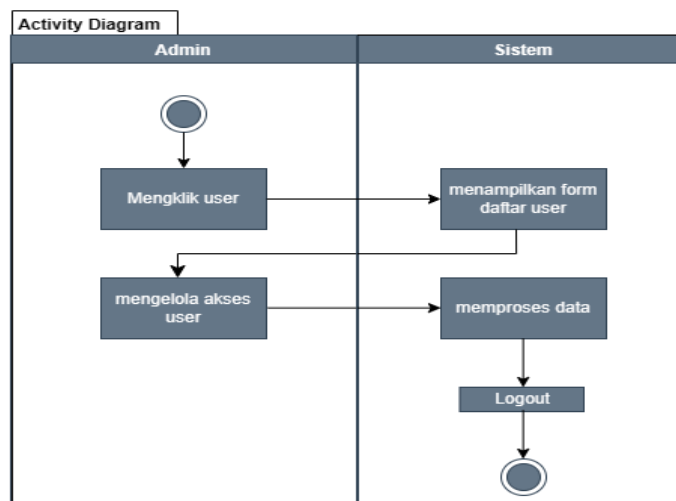 Activity Diagram
Admin
Sistem
Mengklik user
menampilkan form
daftar user
mengelola akses
user
memproses data
Logout